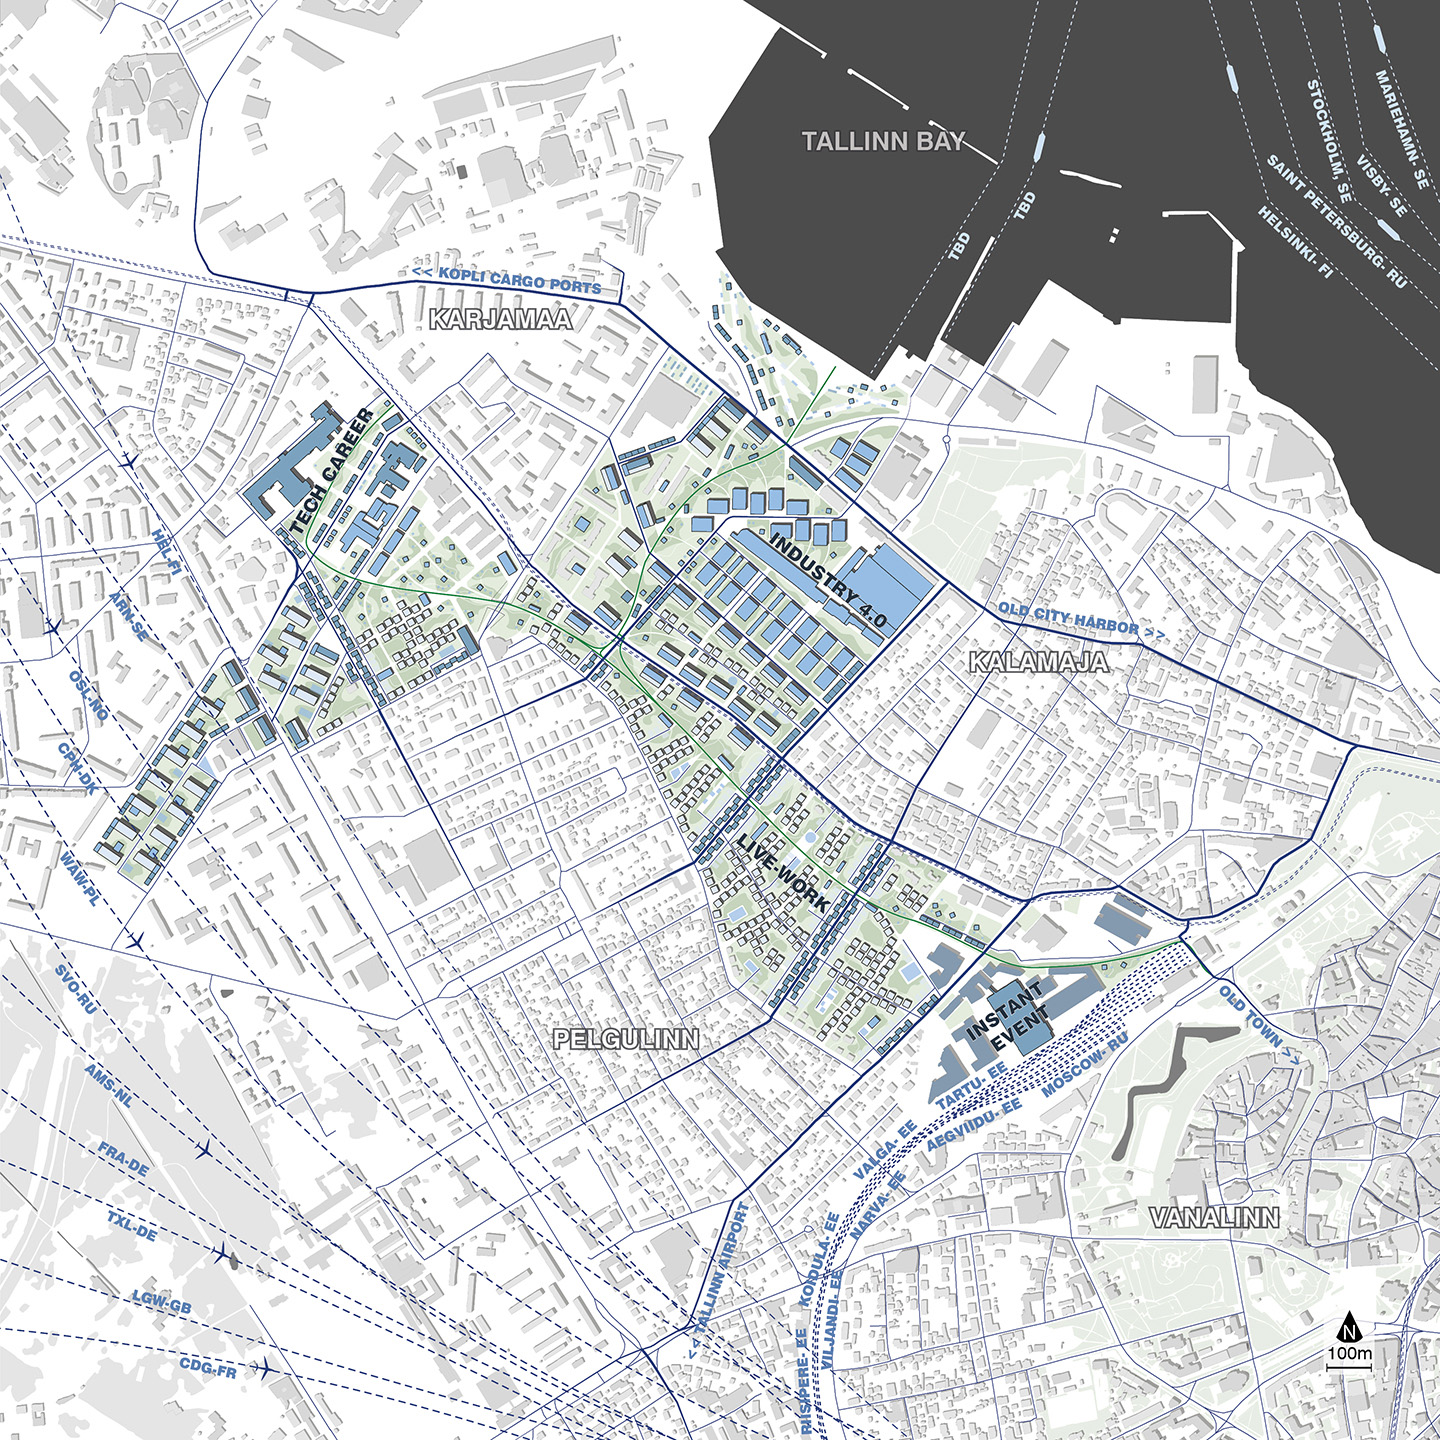 TALLINN BAY
MARIEHAMN- SE
STOCKHOLM, SE
VISBY- SE
SAINT PETERSBURG- RU
HELSINKI, FI
TBD
TBD
<< KOPLI CARGO PORTS
KARJAMAA
TECH CAREER
INDUSTRY 4.0
HEL-FI
ARN-SE
OLD CITY HARBOR >>
KALAMAJA
OSL-NO
CPH-DK
LIVE-WORK
WAW-PL
SVO-RU
INSTANT
EVENT
OLD TOWN >>
PELGULINN
TARTU- EE
MOSCOW- RU
AMS-NL
AEGVIIDU- EE
VALGA- EE
FRA-DE
NARVA- EE
TXL-DE
VANALINN
<< TALLINN AIRPORT
KOIDULA- EE
VILJANDI- EE
LGW-GB
RIISIPERE- EE
CDG-FR
N
100m